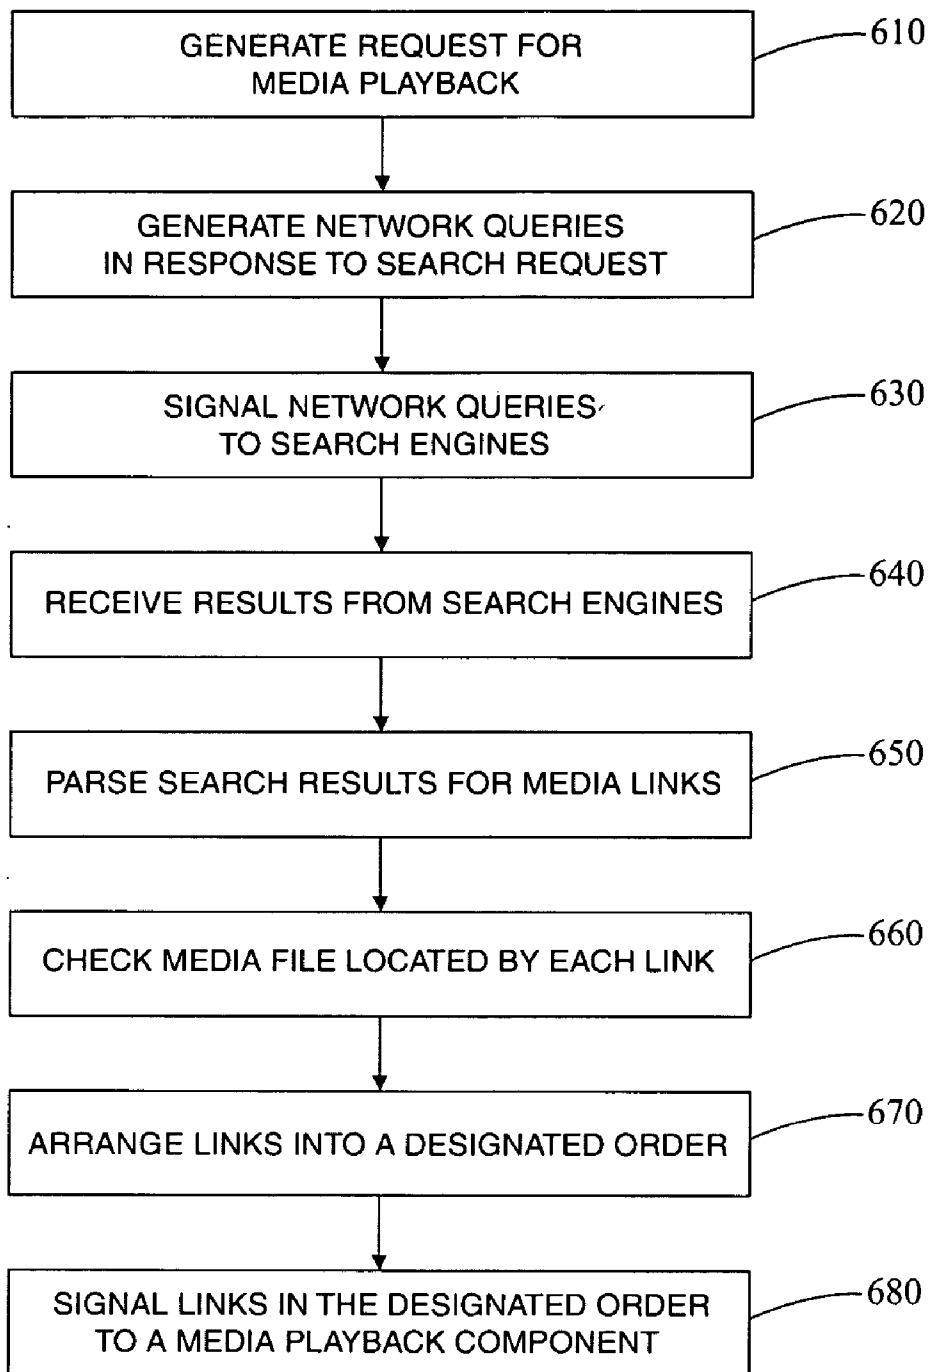 GENERATE REQUEST FOR
MEDIA PLAYBACK
610
GENERATE NETWORK QUERIES
IN RESPONSE TO SEARCH REQUEST
620
SIGNAL NETWORK QUERIES
TO SEARCH ENGINES
630
RECEIVE RESULTS FROM SEARCH ENGINES
640
PARSE SEARCH RESULTS FOR MEDIA LINKS
650
CHECK MEDIA FILE LOCATED BY EACH LINK
660
ARRANGE LINKS INTO A DESIGNATED ORDER
670
SIGNAL LINKS IN THE DESIGNATED ORDER
TO A MEDIA PLAYBACK COMPONENT
680